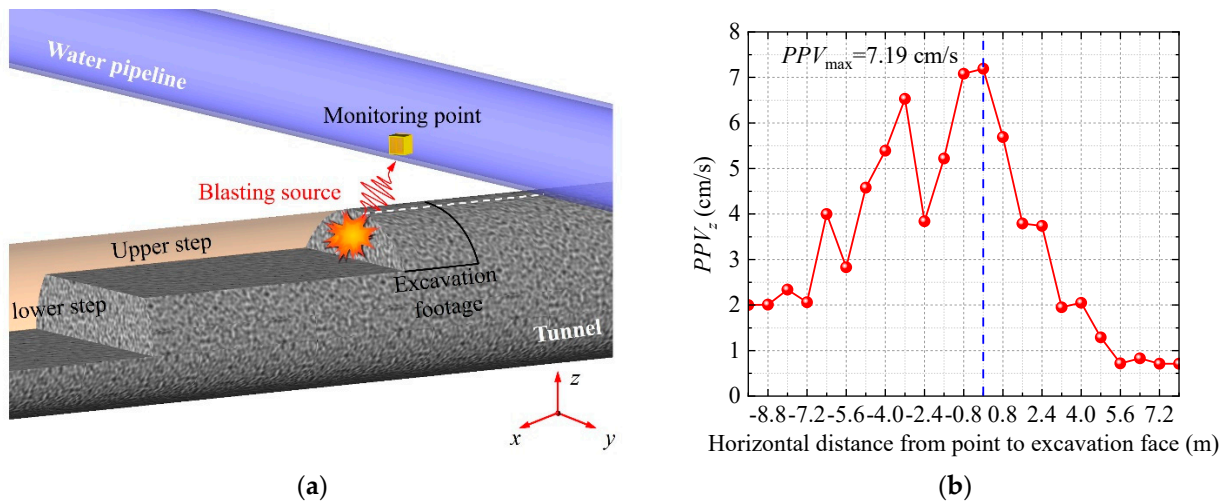 Water pipeline
Monitoring point
Blasting source
Upper step
lower step
Excavation
footage
Tunnel
z
x
y
(a)
PPVmax=7.19 cm/s
8
7
6
5
4
3
2
1
0
PPVz (cm/s)
-8.8 -7.2 -5.6 -4.0 -2.4 -0.8 0.8 2.4 4.0 5.6 7.2
Horizontal distance from point to excavation face (m)
(b)